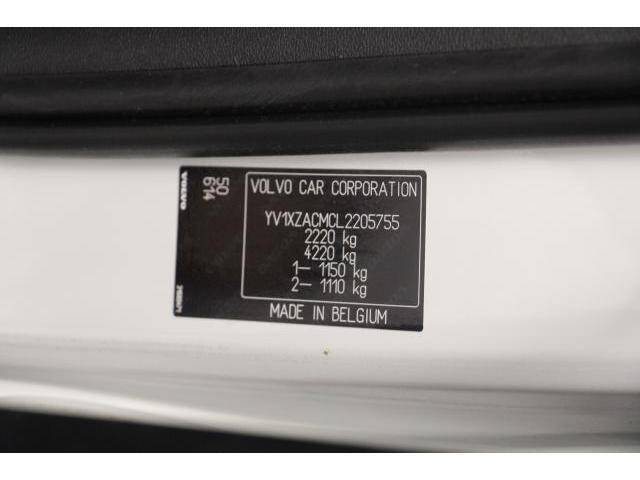 VOLVO CAR CORPORATION
YV1XZACMCL2205755
2220 kg
4220 kg
1– 1150 kg
2– 1110 kg
MADE IN BELGIUM
50
614
VOLVO